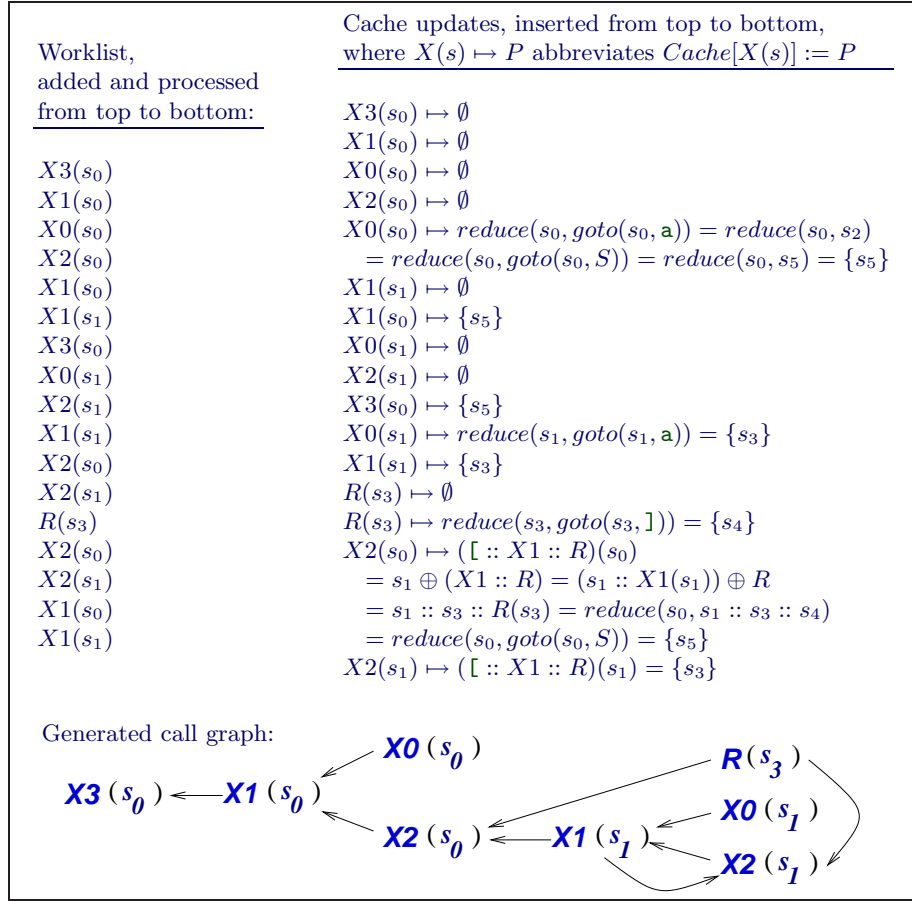 Worklist,
added and processed
from top to bottom:
X3(s₀)
X1(s₀)
X0(s₀)
X2(s₀)
X1(s₀)
X1(s₁)
X3(s₀)
X0(s₁)
X2(s₁)
X1(s₁)
X2(s₀)
X2(s₁)
R(s₃)
X2(s₀)
X2(s₁)
X1(s₀)
X1(s₁)
Cache updates, inserted from top to bottom,
where X(s) ↦ P abbreviates Cache[X(s)] := P
X3(s₀) ↦ ∅
X1(s₀) ↦ ∅
X0(s₀) ↦ ∅
X2(s₀) ↦ ∅
X0(s₀) ↦ reduce(s₀, goto(s₀, a)) = reduce(s₀, s₂)
= reduce(s₀, goto(s₀, S)) = reduce(s₀, s₅) = {s₅}
X1(s₁) ↦ ∅
X1(s₀) ↦ {s₅}
X0(s₁) ↦ ∅
X2(s₁) ↦ ∅
X3(s₀) ↦ {s₅}
X0(s₁) ↦ reduce(s₁, goto(s₁, a)) = {s₃}
X1(s₁) ↦ {s₃}
R(s₃) ↦ ∅
R(s₃) ↦ reduce(s₃, goto(s₃, ])) = {s₄}
X2(s₀) ↦ ([ :: X1 :: R)(s₀)
= s₁ ⊕ (X1 :: R) = (s₁ :: X1(s₁)) ⊕ R
= s₁ :: s₃ :: R(s₃) = reduce(s₀, s₁ :: s₃ :: s₄)
= reduce(s₀, goto(s₀, S)) = {s₅}
X2(s₁) ↦ ([ :: X1 :: R)(s₁) = {s₃}
Generated call graph:
X0(s₀)
R(s₃)
X3(s₀)
X1(s₀)
X0(s₁)
X2(s₀)
X1(s₁)
X2(s₁)